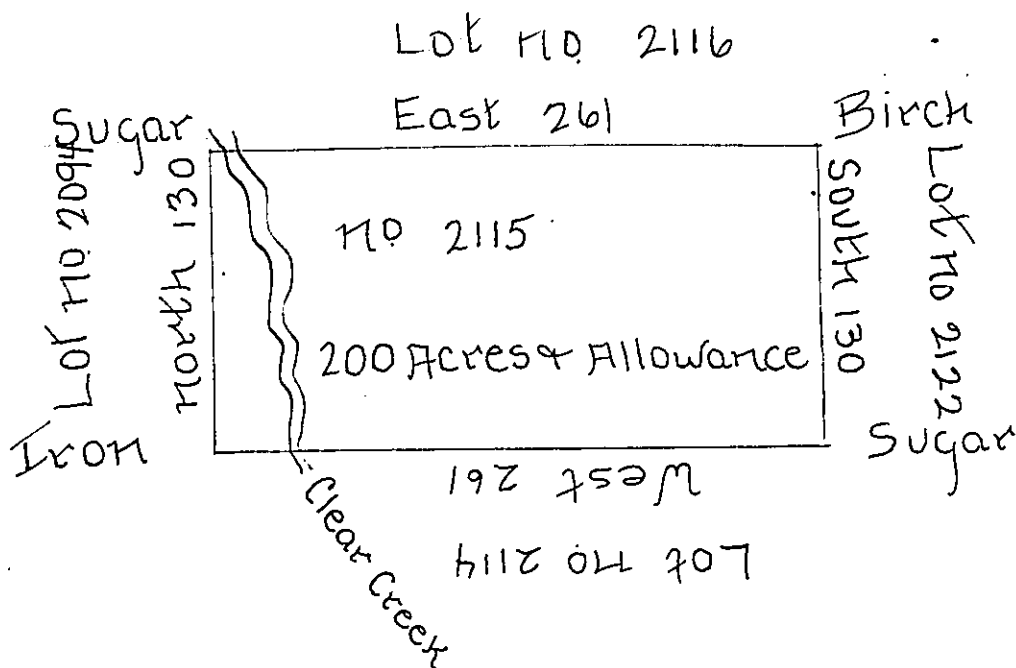 Lot No 2116
East 261
Sugar
Birch
Lot No 2094
North 130
No 2115
200 Acres & Allowance
South 130
Lot No 2122
Iron
Sugar
West 261
Lot No 2114
Clear Creek